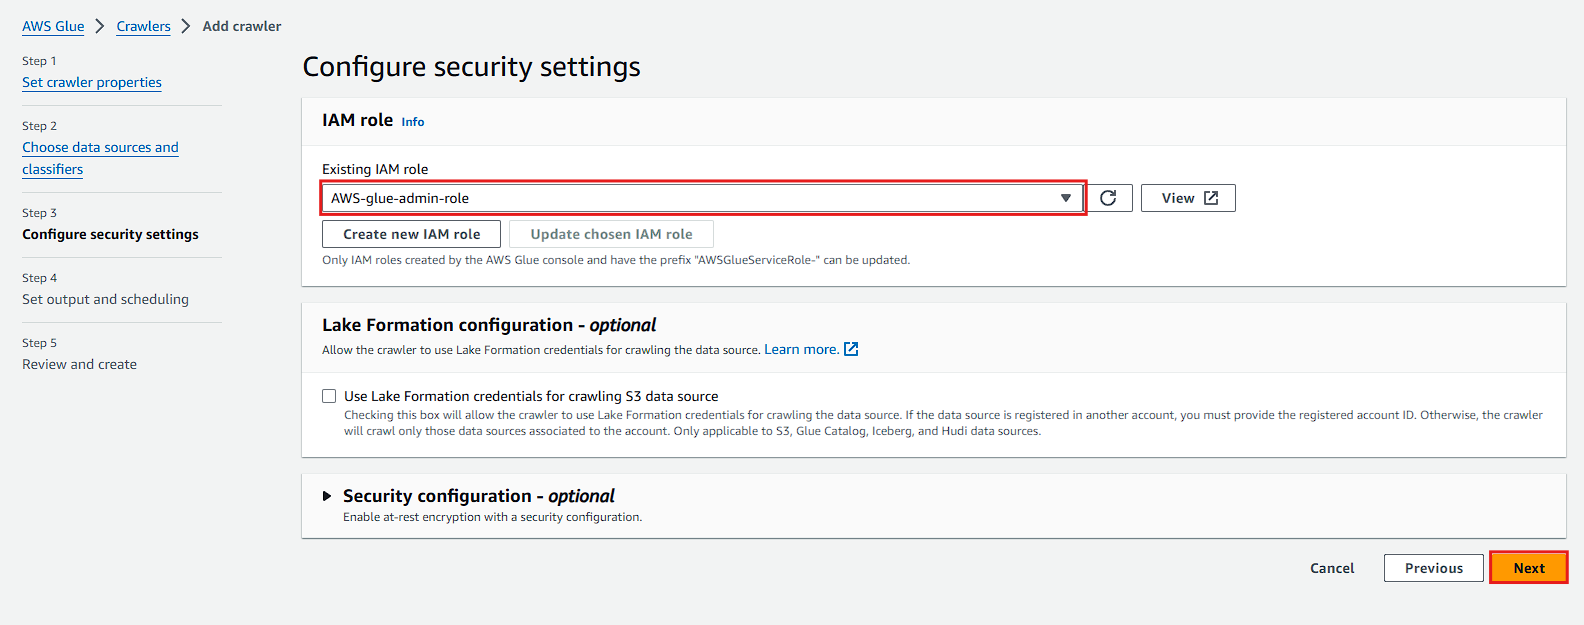 AWS Glue > Crawlers > Add crawler
Step 1
Set crawler properties
Step 2
Choose data sources and
classifiers
Step 3
Configure security settings
Step 4
Set output and scheduling
Step 5
Review and create
Configure security settings
IAM role Info
Existing IAM role
AWS-glue-admin-role
View
Create new IAM role
Update chosen IAM role
Only IAM roles created by the AWS Glue console and have the prefix "AWSGlueServiceRole-" can be updated.
Lake Formation configuration - optional
Allow the crawler to use Lake Formation credentials for crawling the data source. Learn more.
Use Lake Formation credentials for crawling S3 data source
Checking this box will allow the crawler to use Lake Formation credentials for crawling the data source. If the data source is registered in another account, you must provide the registered account ID. Otherwise, the crawler
will crawl only those data sources associated to the account. Only applicable to S3, Glue Catalog, Iceberg, and Hudi data sources.
Security configuration - optional
Enable at-rest encryption with a security configuration.
Cancel
Previous
Next